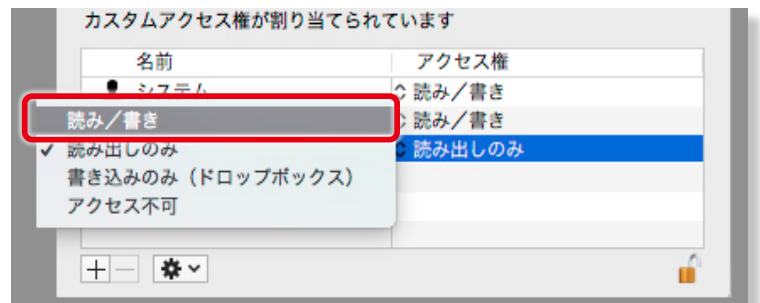 カスタムアクセス権が割り当てられています
名前 アクセス権
システム 読み／書き
読み／書き 読み／書き
✓ 読み出しのみ 読み出しのみ
書き込みのみ（ドロップボックス）
アクセス不可